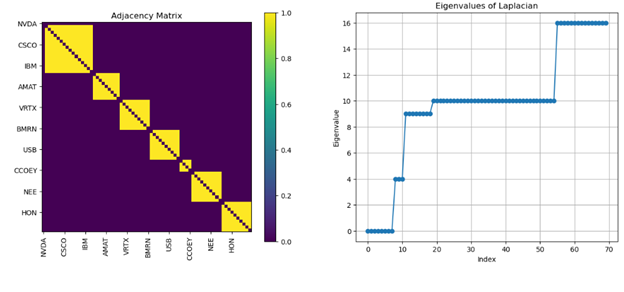 Adjacency Matrix
NVDA
CSCO
IBM
AMAT
VRTX
BMRN
USB
CCOEY
NEE
HON
NVDA
CSCO
IBM
AMAT
VRTX
BMRN
USB
CCOEY
NEE
HON
1.0
0.8
0.6
0.4
0.2
0.0
Eigenvalues of Laplacian
Eigenvalue
16
14
12
10
8
6
4
2
0
0 10 20 30 40 50 60 70
Index